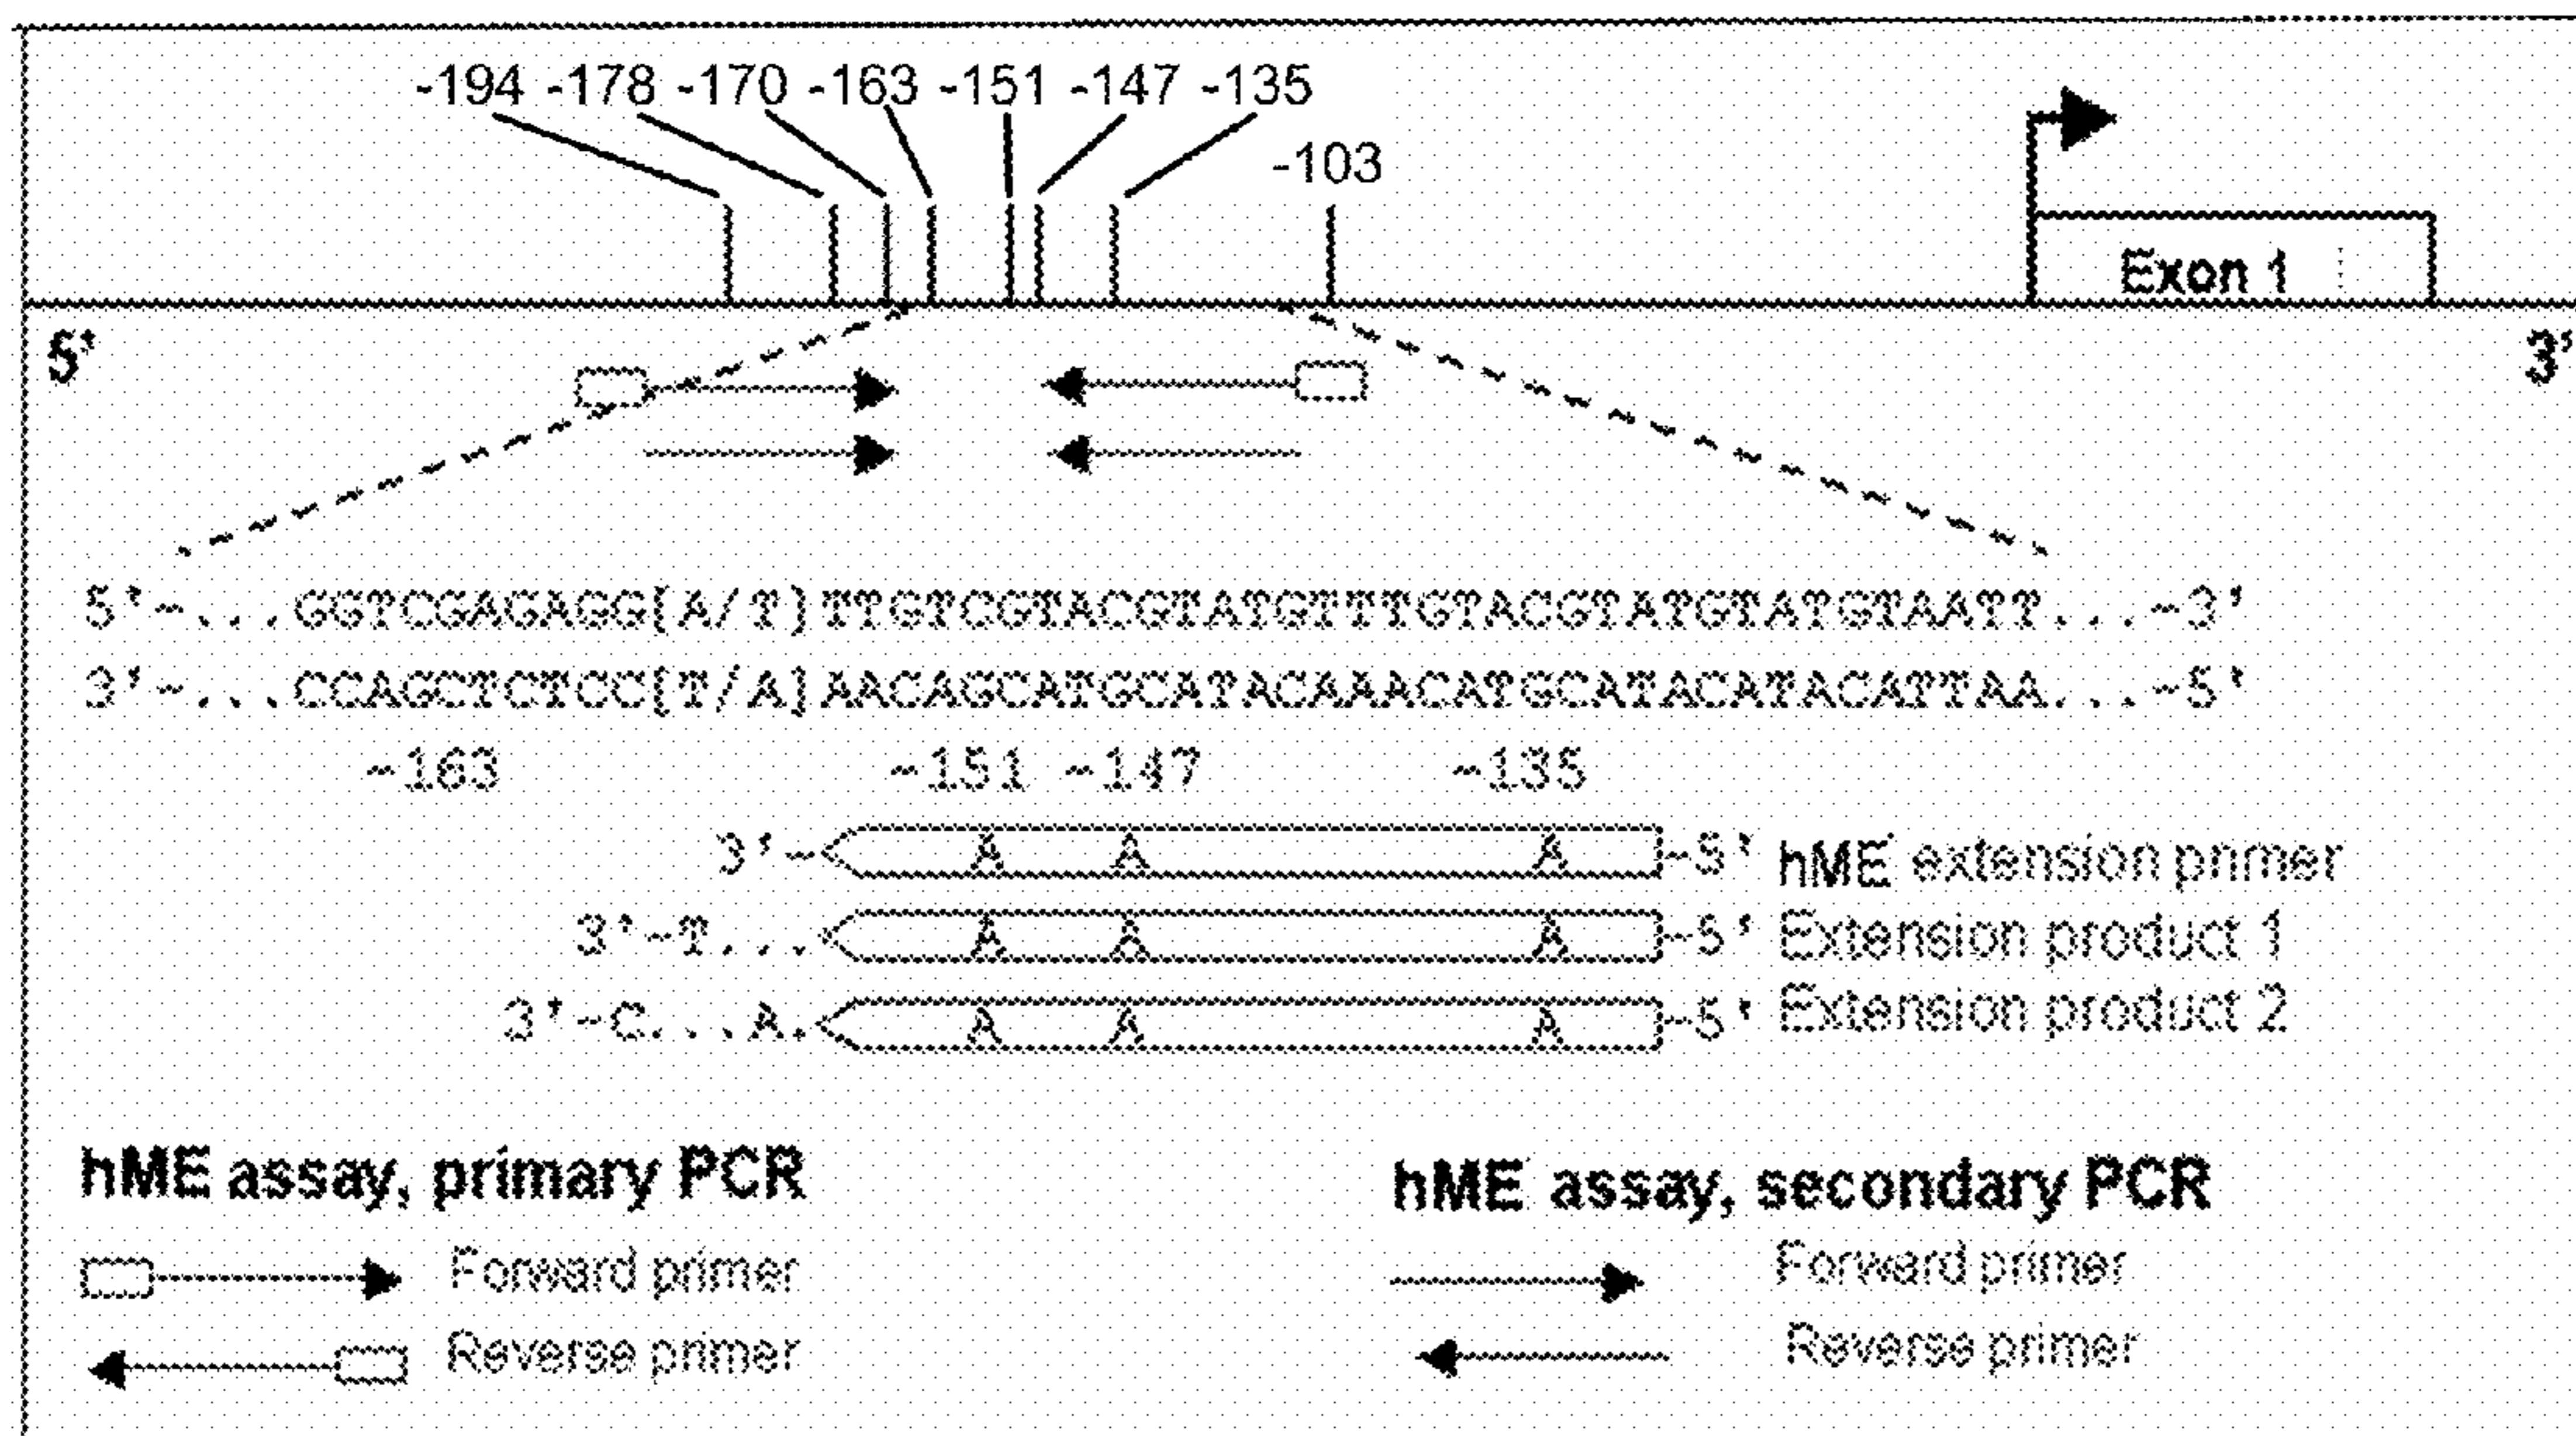 -194 -178 -170 -163 -151 -147 -135
-103
Exon 1
5' 3'
5'~...GGTCGAGAGG[A/T]TTGTCGTACGTATGTTTGTACGTATGTATGTAATT...~3'
3'~...CCAGCTCTCC[T/A]AACAGCATGCATACAAACATGCATACATACATTAA...~5'
~163 ~151 ~147 ~135
3'~ A A A ~5' hME extension primer
3'~T... A A A ~5' Extension product 1
3'~C...A. A A A ~5' Extension product 2
hME assay, primary PCR hME assay, secondary PCR
Forward primer Forward primer
Reverse primer Reverse primer